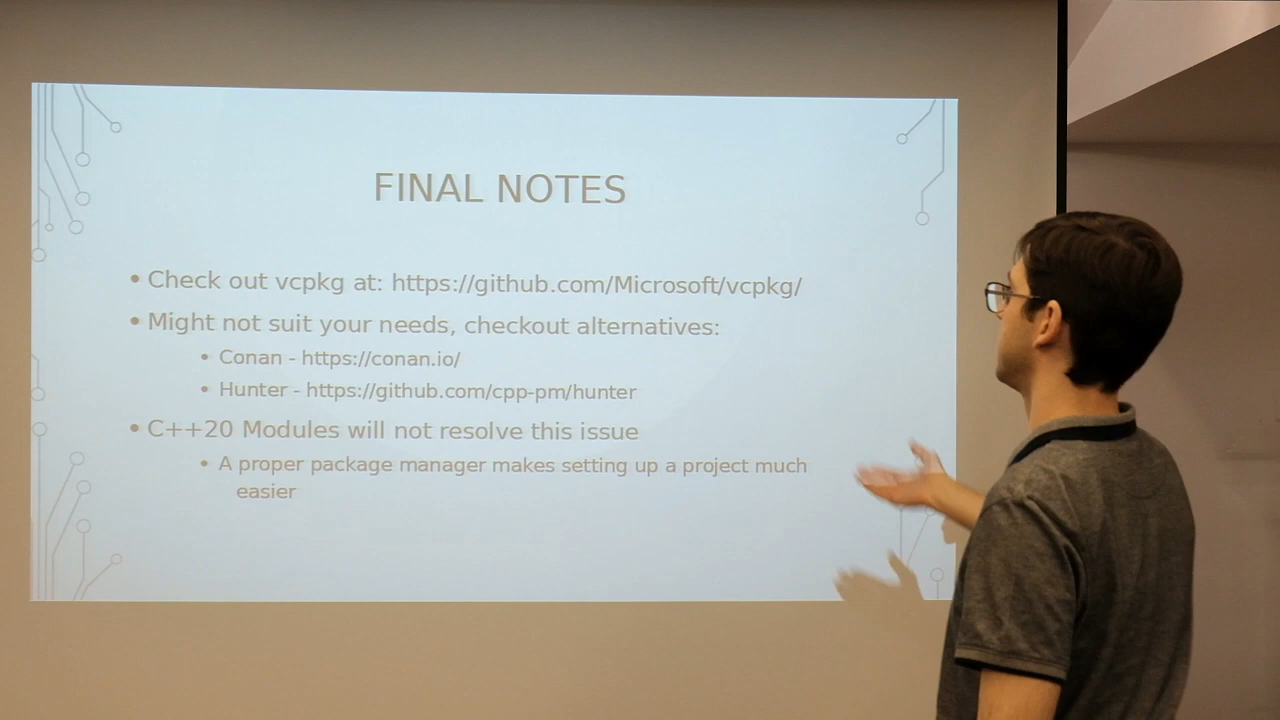 FINAL NOTES
• Check out vcpkg at: https://github.com/Microsoft/vcpkg/
• Might not suit your needs, checkout alternatives:
• Conan - https://conan.io/
• Hunter - https://github.com/cpp-pm/hunter
• C++20 Modules will not resolve this issue
• A proper package manager makes setting up a project much
easier